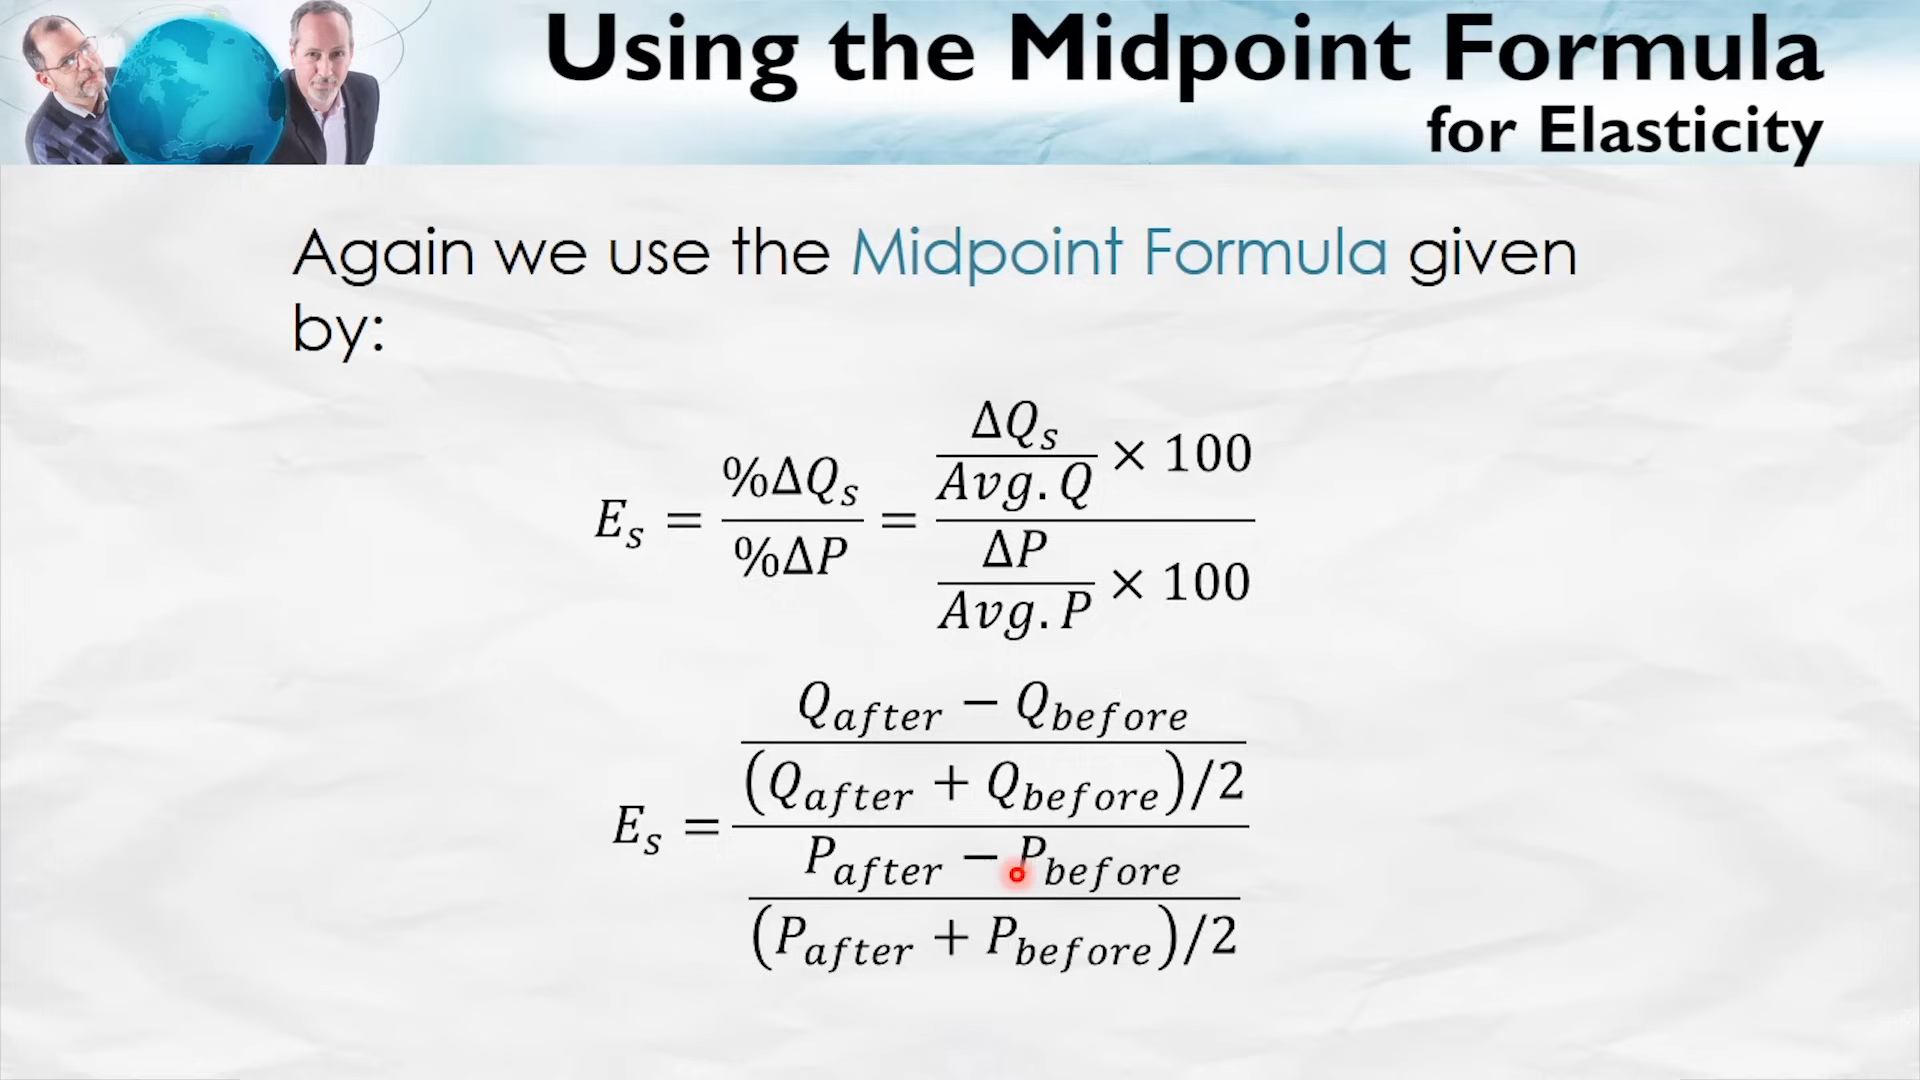 Using the Midpoint Formula
for Elasticity
Again we use the Midpoint Formula given
by:
E_s = %ΔQ_s / %ΔP = (ΔQ_s / Avg. Q × 100) / (ΔP / Avg. P × 100)
E_s = ((Q_after − Q_before) / ((Q_after + Q_before)/2)) / ((P_after − P_before) / ((P_after + P_before)/2))